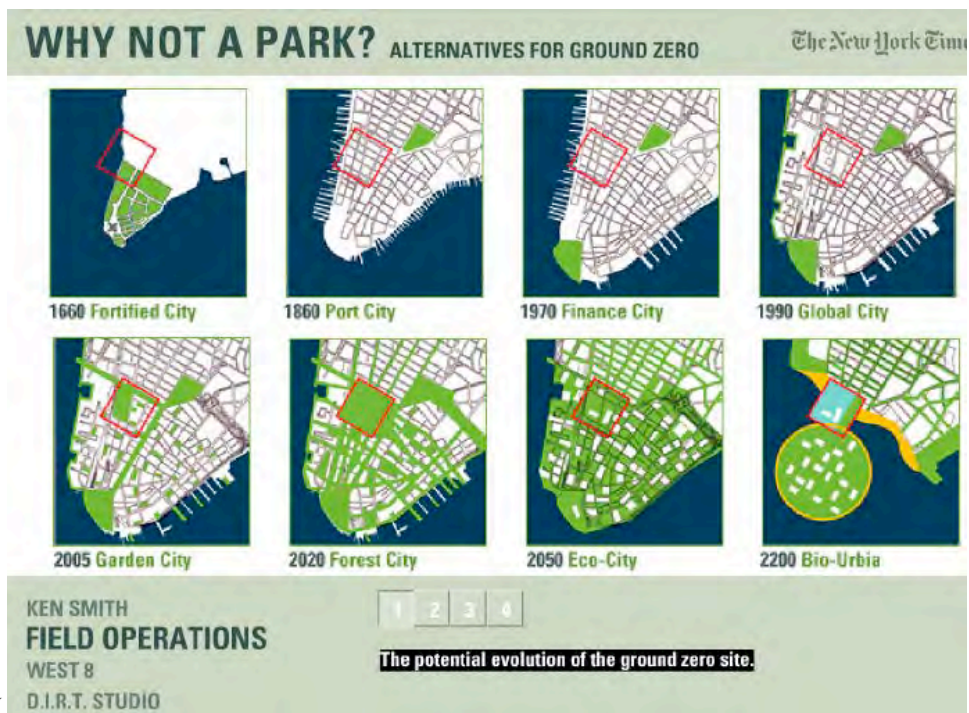 WHY NOT A PARK? ALTERNATIVES FOR GROUND ZERO
The New York Time
1660 Fortified City
1860 Port City
1970 Finance City
1990 Global City
2005 Garden City
2020 Forest City
2050 Eco-City
2200 Bio-Urbia
KEN SMITH
FIELD OPERATIONS
WEST 8
D.I.R.T. STUDIO
1 2 3 4
The potential evolution of the ground zero site.